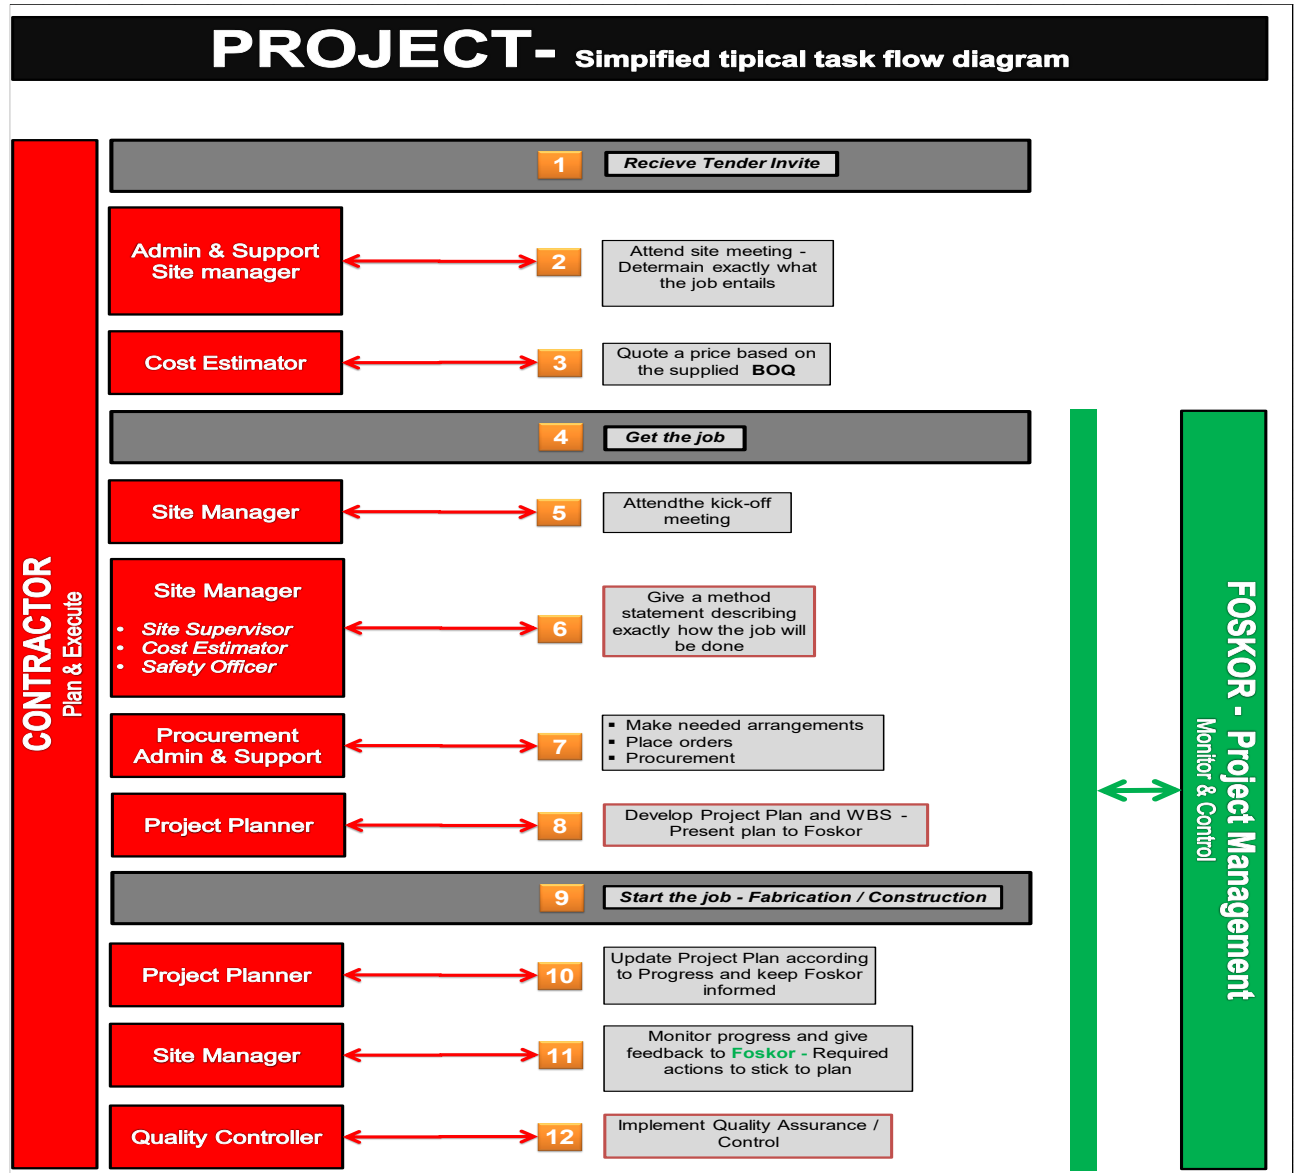 PROJECT- Simpified tipical task flow diagram
CONTRACTOR
Plan & Execute
1
Recieve Tender Invite
Admin & Support
Site manager
2
Attend site meeting -
Determain exactly what
the job entails
Cost Estimator
3
Quote a price based on
the supplied BOQ
4
Get the job
Site Manager
5
Attendthe kick-off
meeting
Site Manager
• Site Supervisor
• Cost Estimator
• Safety Officer
6
Give a method
statement describing
exactly how the job will
be done
Procurement
Admin & Support
7
▪ Make needed arrangements
▪ Place orders
▪ Procurement
Project Planner
8
Develop Project Plan and WBS -
Present plan to Foskor
9
Start the job - Fabrication / Construction
Project Planner
10
Update Project Plan according
to Progress and keep Foskor
informed
Site Manager
11
Monitor progress and give
feedback to Foskor - Required
actions to stick to plan
Quality Controller
12
Implement Quality Assurance /
Control
FOSKOR - Project Management
Monitor & Control